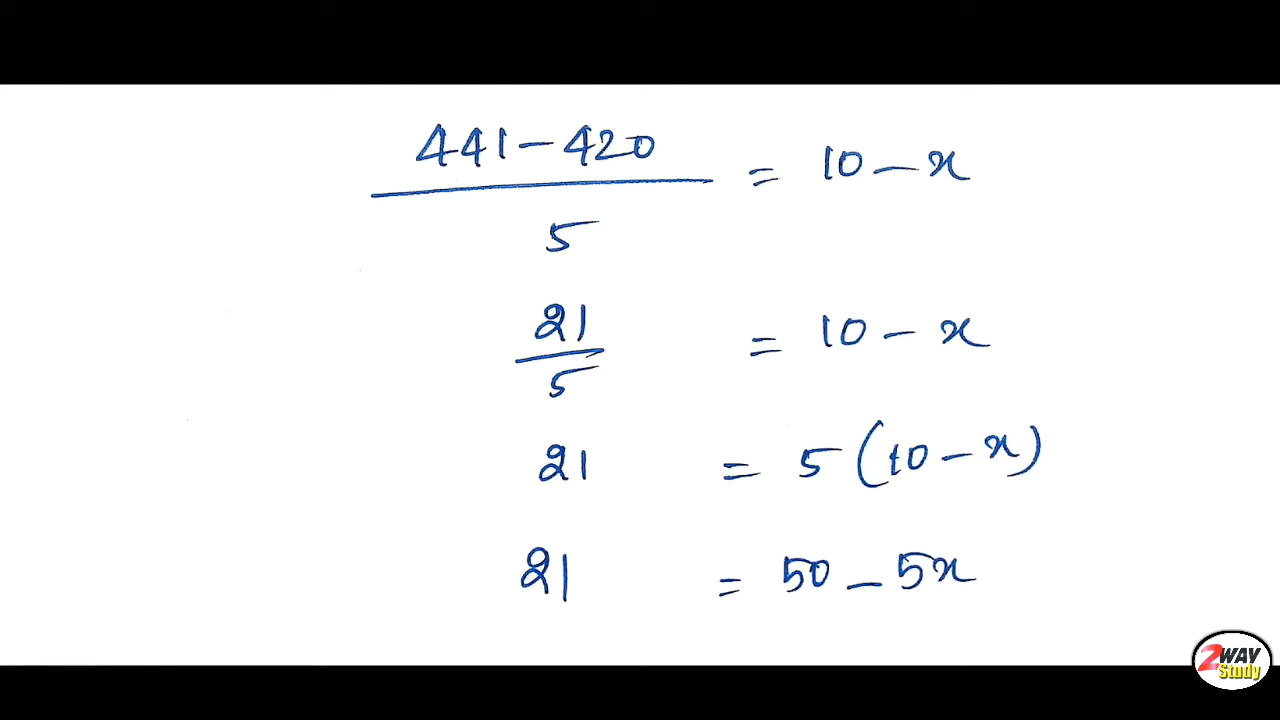 441-420 / 5 = 10-x
21/5 = 10-x
21 = 5(10-x)
21 = 50-5x
2WAY
Study